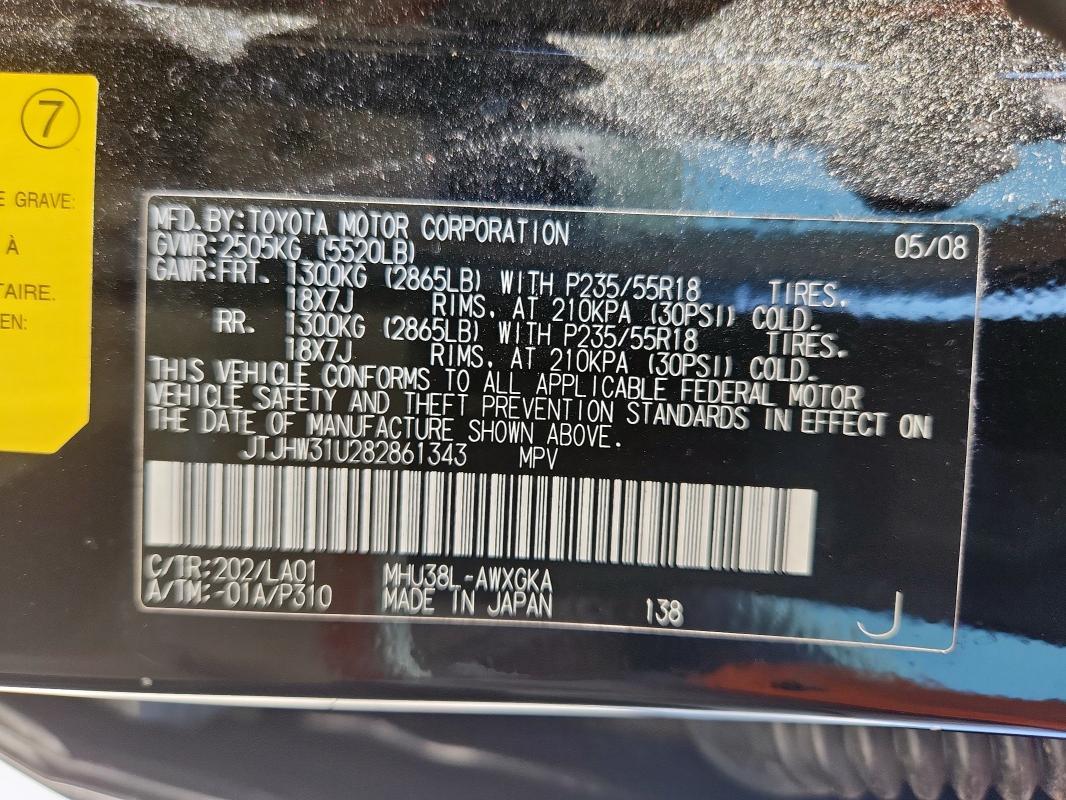 7
E GRAVE:
À
TAIRE.
EN:
MFD. BY: TOYOTA MOTOR CORPORATION 05/08
GVWR: 2505KG (5520LB)
GAWR: FRT. 1300KG (2865LB) WITH P235/55R18 TIRES,
18X7J RIMS, AT 210KPA (30PSI) COLD.
RR. 1300KG (2865LB) WITH P235/55R18 TIRES.
18X7J RIMS, AT 210KPA (30PSI) COLD.
THIS VEHICLE CONFORMS TO ALL APPLICABLE FEDERAL MOTOR
VEHICLE SAFETY AND THEFT PREVENTION STANDARDS IN EFFECT ON
THE DATE OF MANUFACTURE SHOWN ABOVE.
JTJHW31U282861343 MPV
C/TR: 202/LA01 MHU38L-AWXGKA
A/TM: -01A/P310 MADE IN JAPAN 138 J